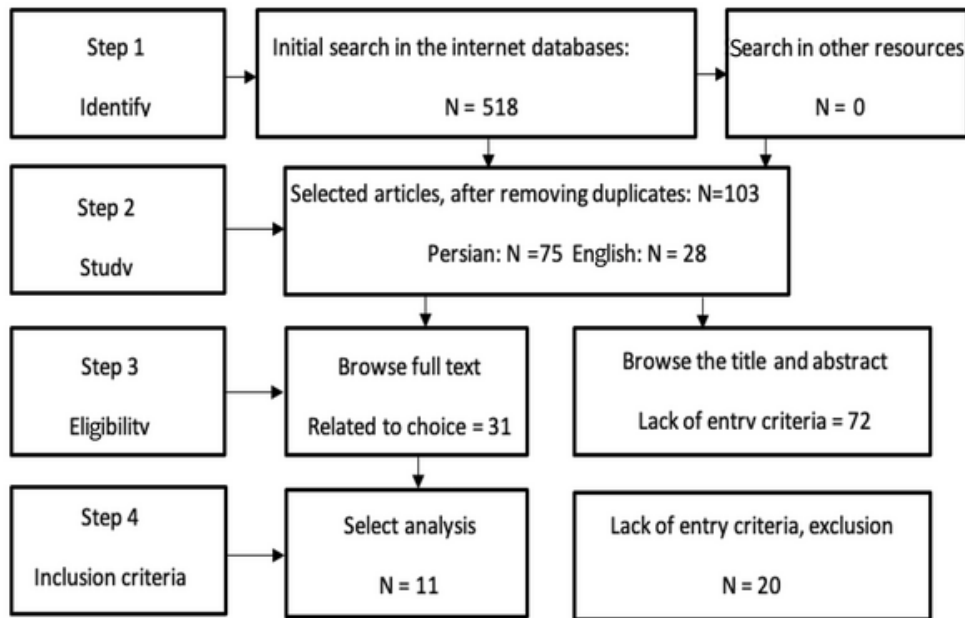 Step 1
Identify
Initial search in the internet databases:
N = 518
Search in other resources
N = 0
Step 2
Study
Selected articles, after removing duplicates: N=103
Persian: N =75 English: N = 28
Step 3
Eligibility
Browse full text
Related to choice = 31
Browse the title and abstract
Lack of entry criteria = 72
Step 4
Inclusion criteria
Select analysis
N = 11
Lack of entry criteria, exclusion
N = 20